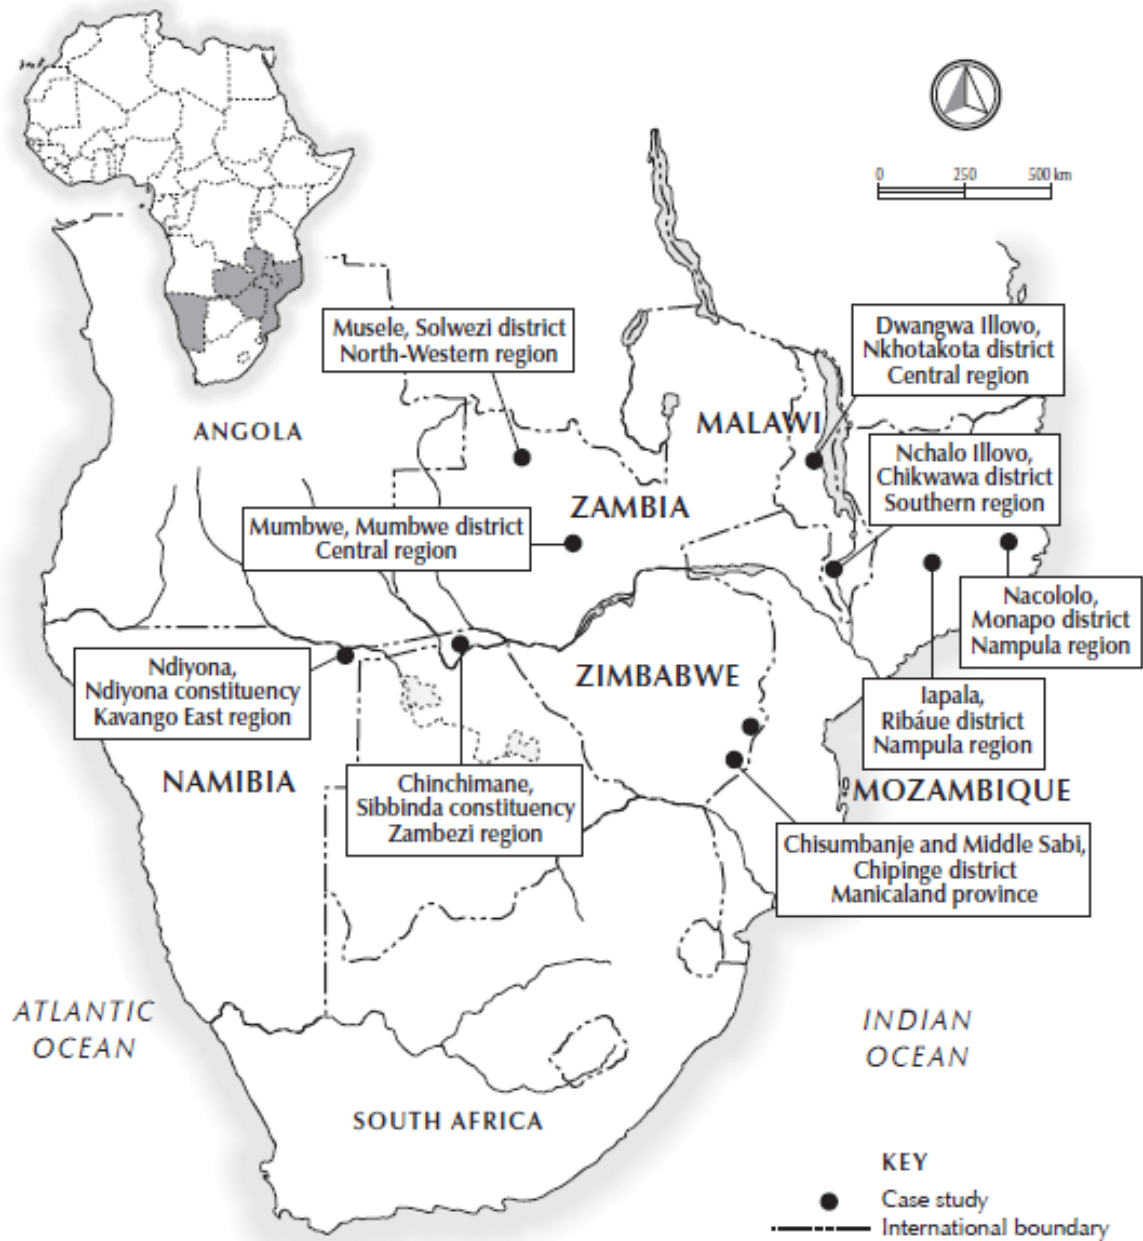 0 250 500 km
Musele, Solwezi district
North-Western region
Dwangwa Illovo,
Nkhotakota district
Central region
ANGOLA
MALAWI
Nchalo Illovo,
Chikwawa district
Southern region
ZAMBIA
Mumbwe, Mumbwe district
Central region
Nacololo,
Monapo district
Nampula region
Ndiyona,
Ndiyona constituency
Kavango East region
ZIMBABWE
Iapala,
Ribáue district
Nampula region
NAMIBIA
Chinchimane,
Sibbinda constituency
Zambezi region
MOZAMBIQUE
Chisumbanje and Middle Sabi,
Chipinge district
Manicaland province
ATLANTIC
OCEAN
INDIAN
OCEAN
SOUTH AFRICA
KEY
Case study
International boundary